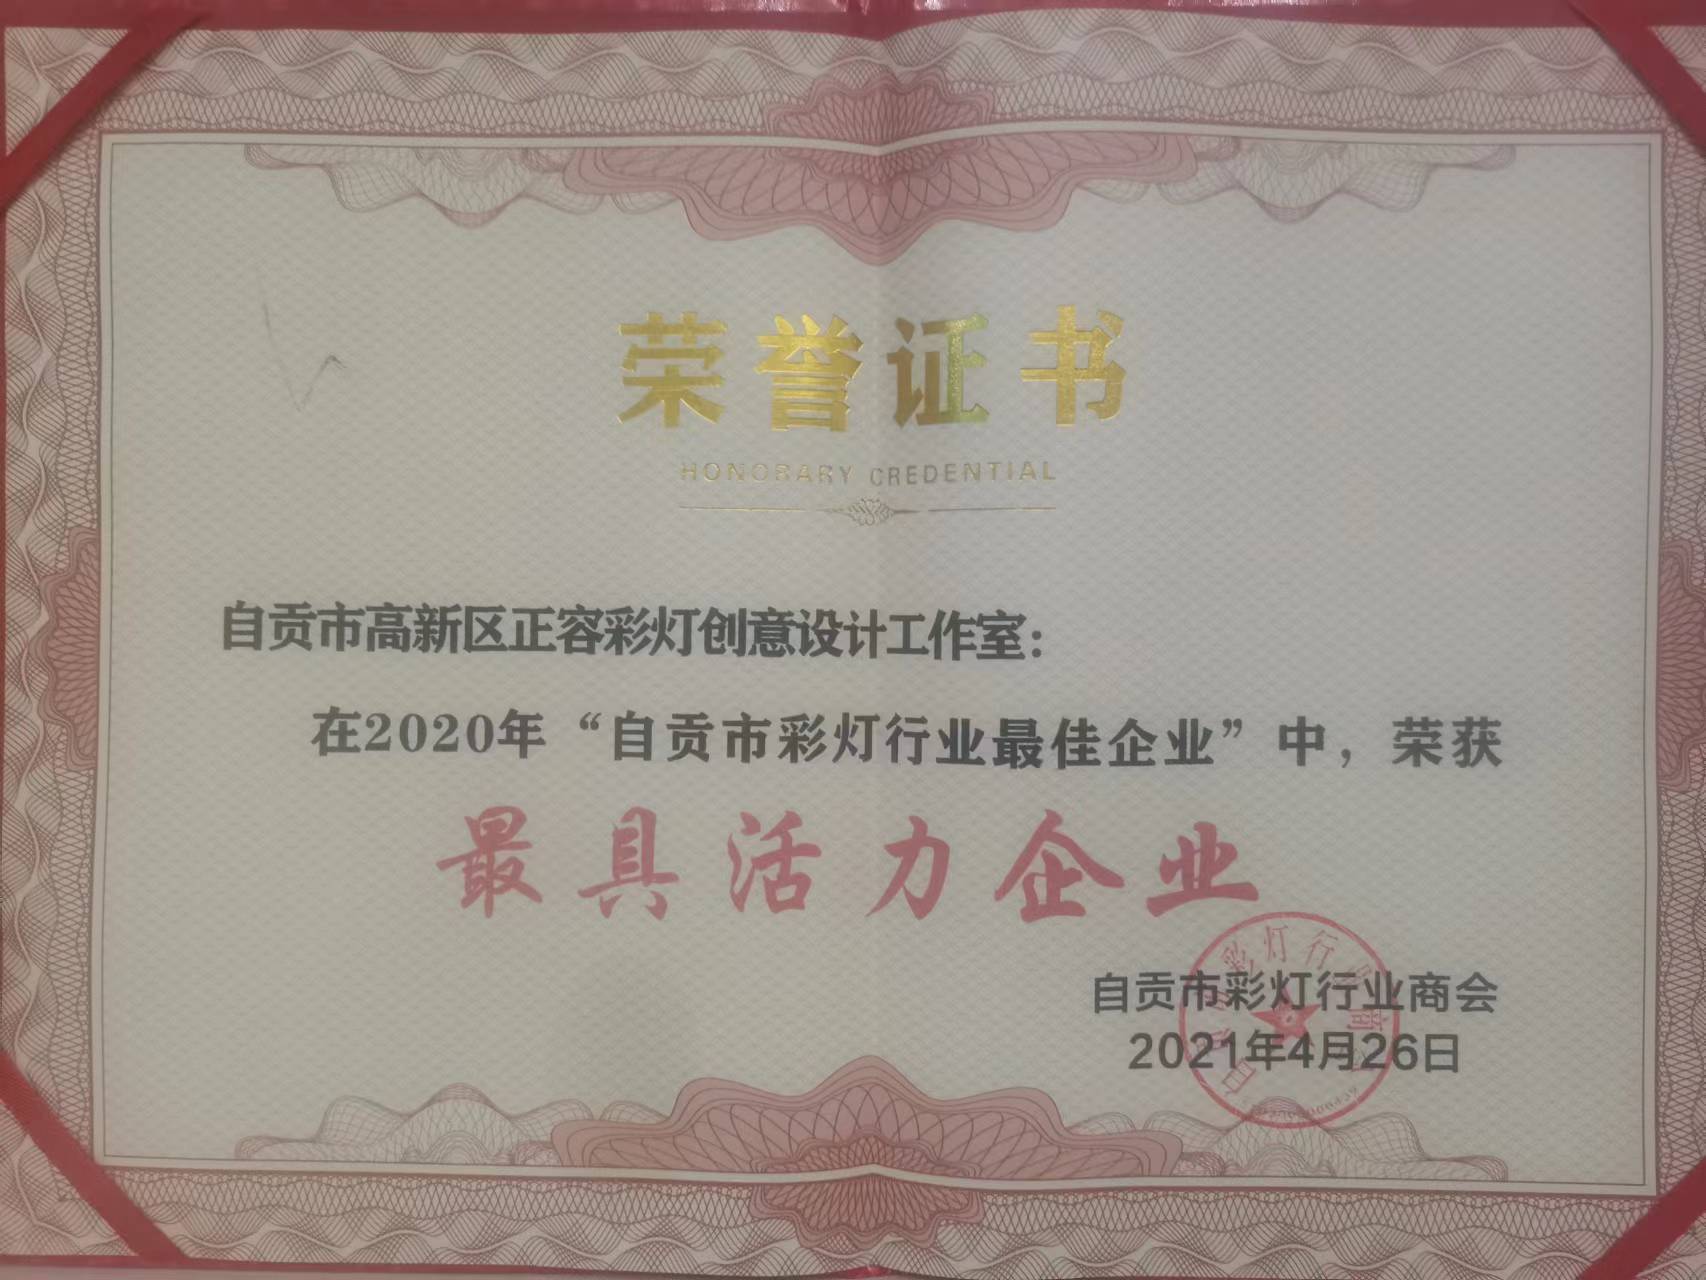 荣誉证书
HONORARY CREDENTIAL
自贡市高新区正容彩灯创意设计工作室：
在2020年“自贡市彩灯行业最佳企业”中，荣获
最具活力企业
自贡市彩灯行业商会
2021年4月26日